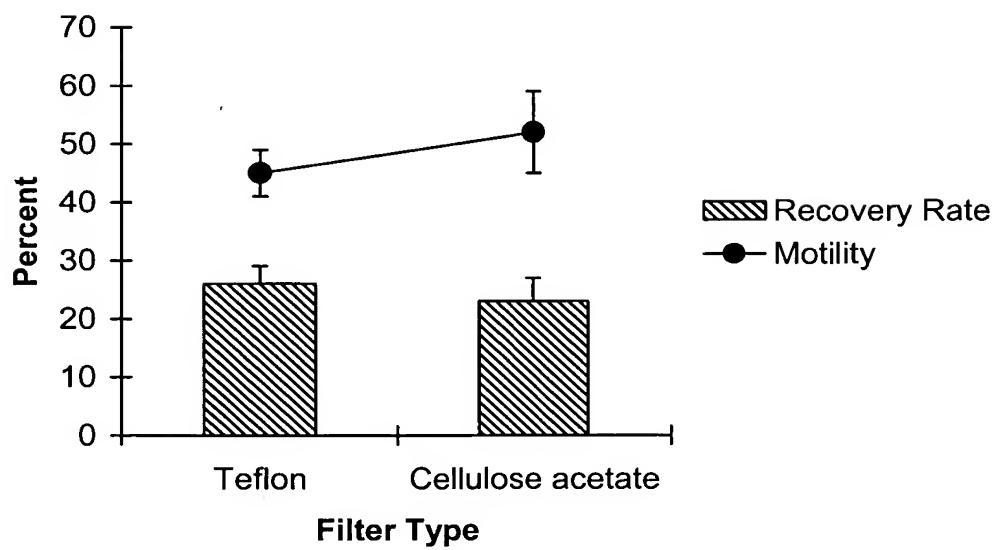 70
60
50
40
30
20
10
0
Percent
Teflon
Cellulose acetate
Filter Type
Recovery Rate
Motility